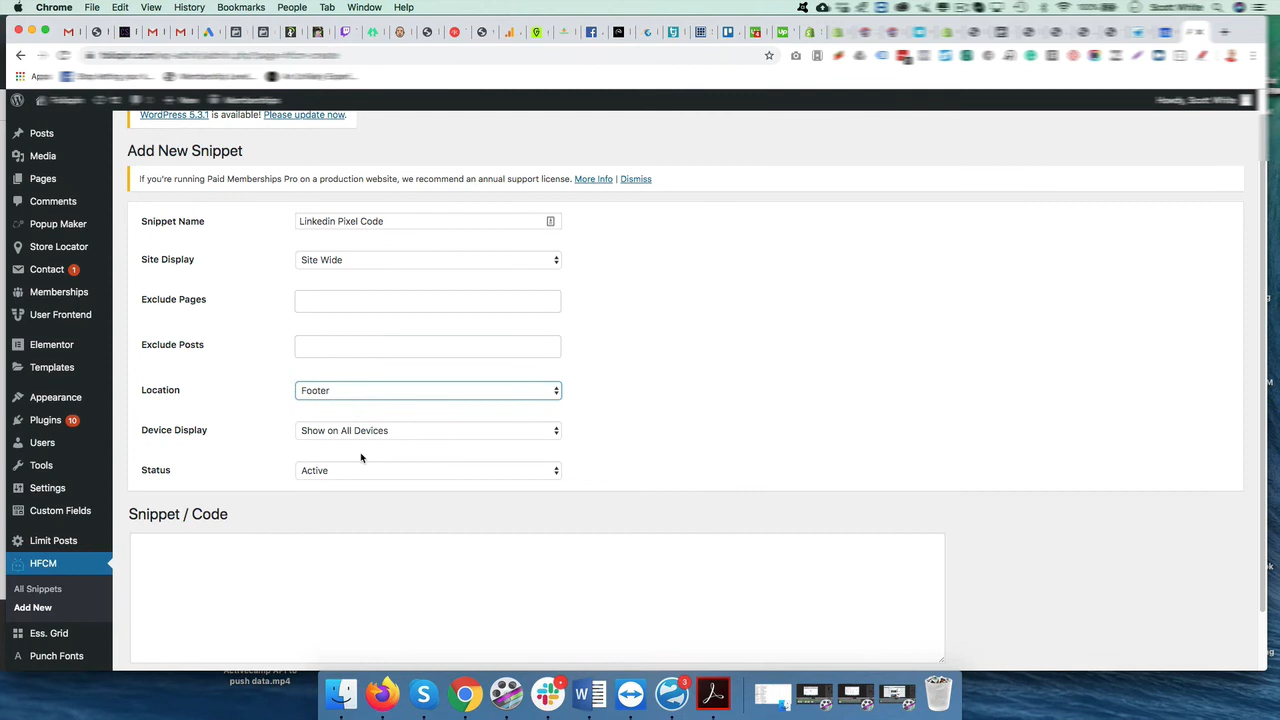 Chrome File Edit View History Bookmarks People Tab Window Help
WordPress 5.3.1 is available! Please update now.
Add New Snippet
If you're running Paid Memberships Pro on a production website, we recommend an annual support license. More Info | Dismiss
Posts
Media
Pages
Comments
Popup Maker
Store Locator
Contact 1
Memberships
User Frontend
Elementor
Templates
Appearance
Plugins 10
Users
Tools
Settings
Custom Fields
Limit Posts
HFCM
All Snippets
Add New
Ess. Grid
Punch Fonts
Snippet Name Linkedin Pixel Code
Site Display Site Wide
Exclude Pages
Exclude Posts
Location Footer
Device Display Show on All Devices
Status Active
Snippet / Code
push data.mp4
3